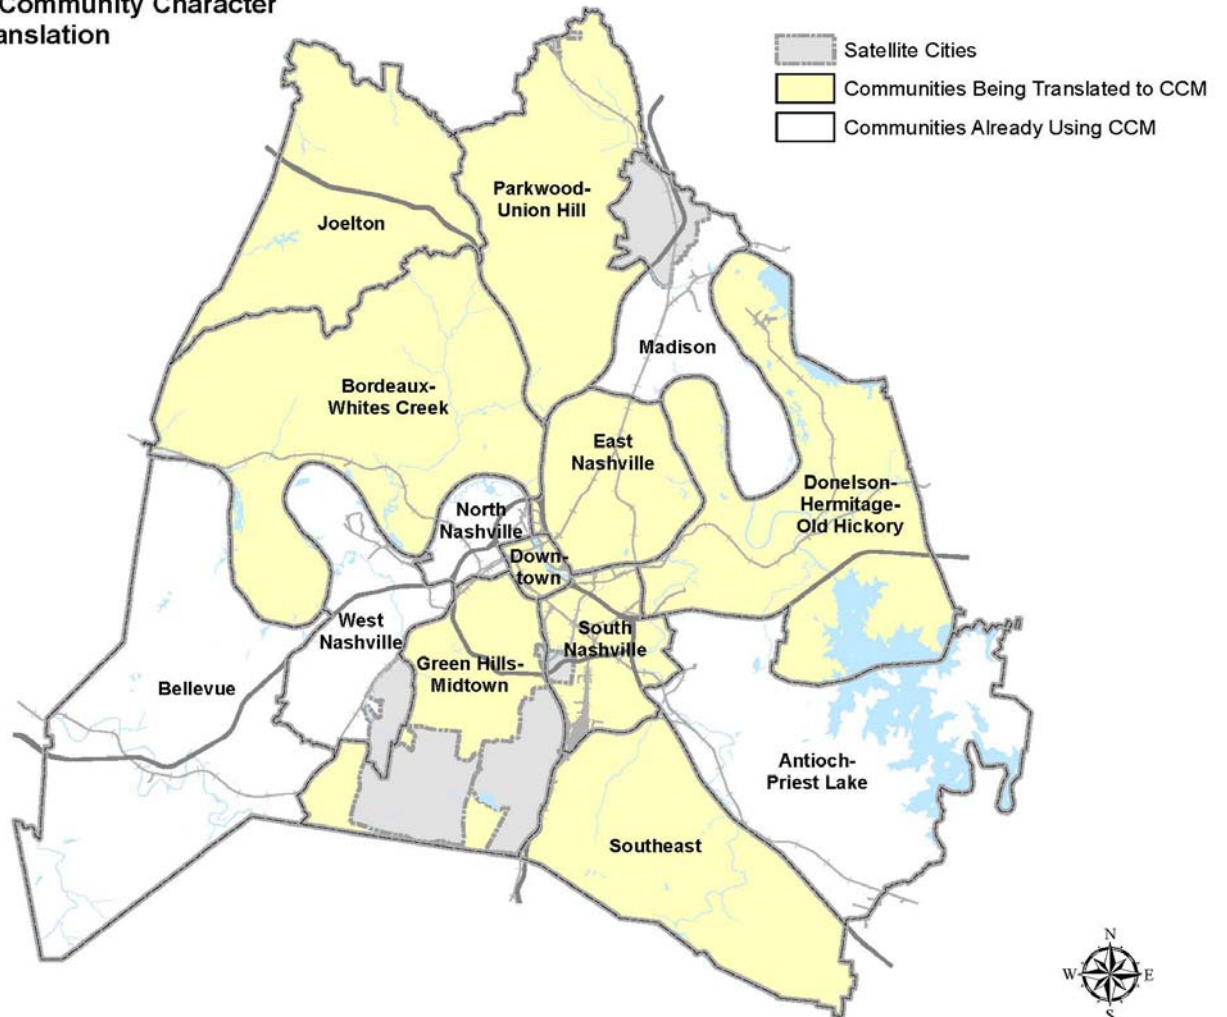 Community Character
anslation
Satellite Cities
Communities Being Translated to CCM
Communities Already Using CCM
Parkwood-
Union Hill
Joelton
Madison
Bordeaux-
Whites Creek
East
Nashville
Donelson-
Hermitage-
Old Hickory
North
Nashville
Down-
town
West
Nashville
South
Nashville
Green Hills-
Midtown
Bellevue
Antioch-
Priest Lake
Southeast
N
W
E
S